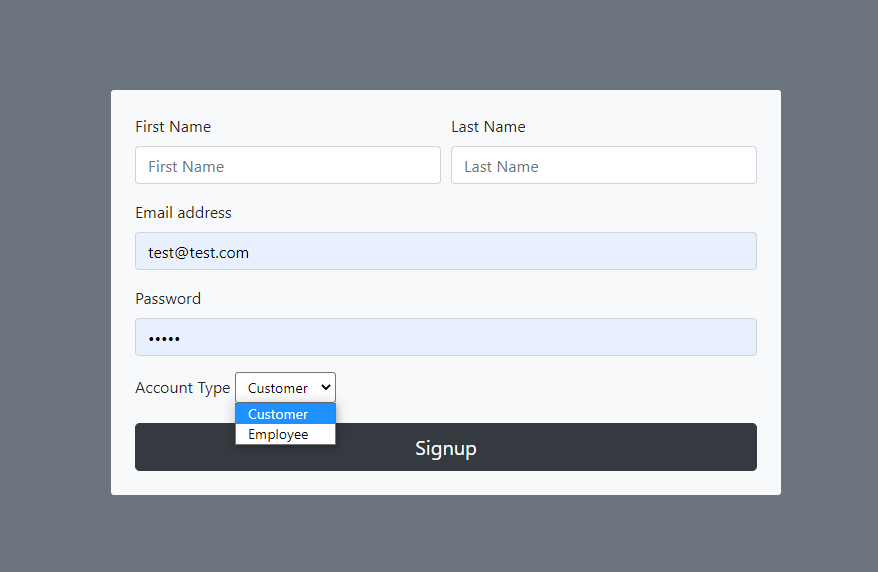 First Name Last Name
First Name Last Name
Email address
test@test.com
Password
•••••
Account Type Customer
Customer
Employee
Signup